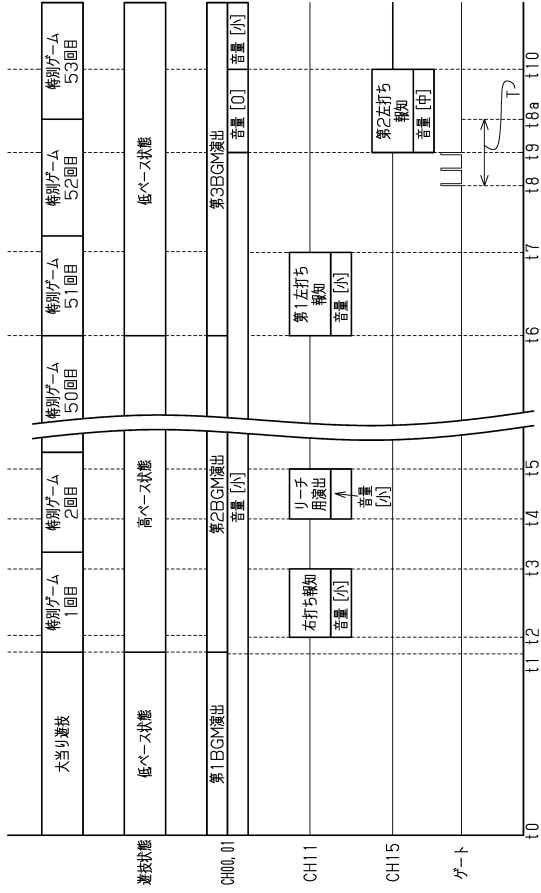 大当り遊技
特別ゲーム
1回目
特別ゲーム
2回目
特別ゲーム
50回目
特別ゲーム
51回目
特別ゲーム
52回目
特別ゲーム
53回目
遊技状態
低ベース状態
高ベース状態
低ベース状態
CH00,01
第1BGM演出
第2BGM演出
第3BGM演出
音量[小]
音量[0]
音量[小]
CH11
右打ち報知
音量[小]
リーチ
用演出
音量
[小]
第1左打ち
報知
音量[小]
CH15
第2左打ち
報知
音量[中]
ゲート
T
t0
t1
t2
t3
t4
t5
t6
t7
t8
t9
t8a
t10